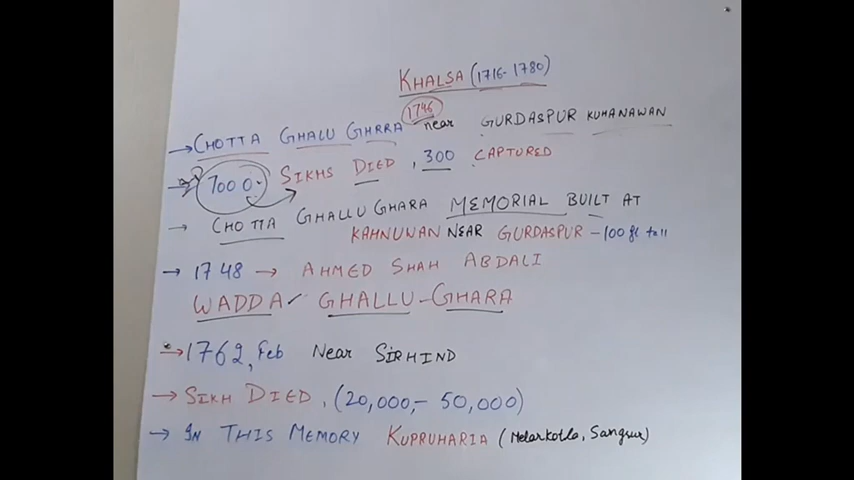 KHALSA (1716-1780)
1746
→ CHOTTA GHALU GHRRA near GURDASPUR KUHANAWAN
→ 7000 SIKHS DIED, 300 CAPTURED
→ CHOTTA GHALLU GHARA MEMORIAL BUILT AT
KAHNUWAN NEAR GURDASPUR - 100 ft tall
→ 1748 → AHMED SHAH ABDALI
WADDA GHALLU-GHARA
→ 1762, Feb Near SIRHIND
→ SIKH DIED, (20,000,- 50,000)
→ IN THIS MEMORY KUPRUHARIA (Melarkotla, Sangrur)